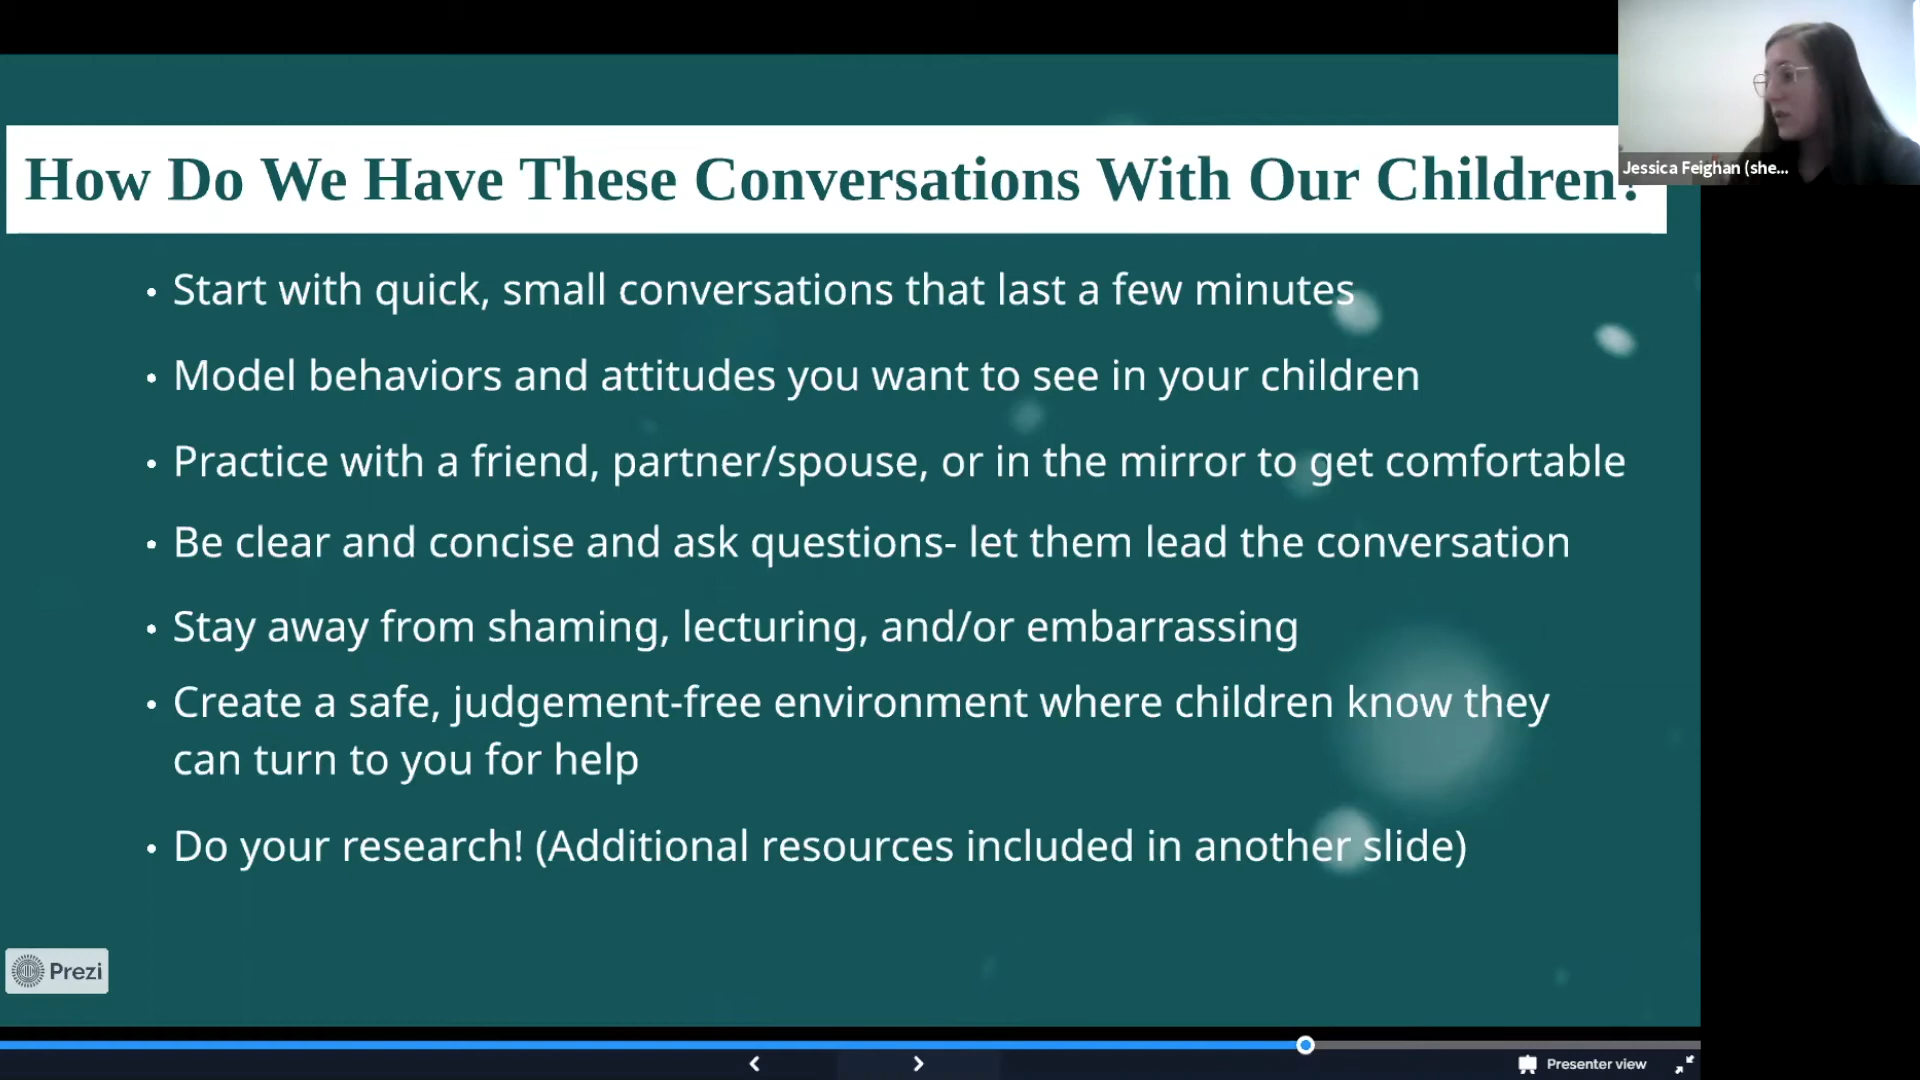 How Do We Have These Conversations With Our Children?
Jessica Feighan (she...
• Start with quick, small conversations that last a few minutes
• Model behaviors and attitudes you want to see in your children
• Practice with a friend, partner/spouse, or in the mirror to get comfortable
• Be clear and concise and ask questions- let them lead the conversation
• Stay away from shaming, lecturing, and/or embarrassing
• Create a safe, judgement-free environment where children know they
can turn to you for help
• Do your research! (Additional resources included in another slide)
Prezi
Presenter view